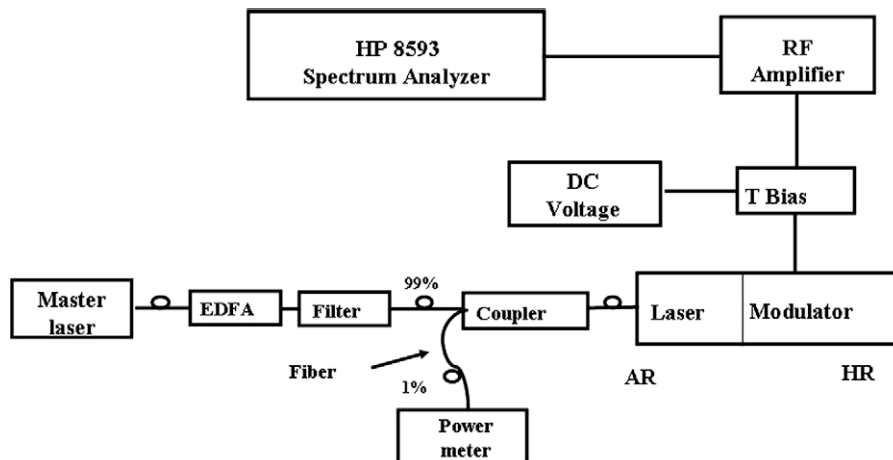 HP 8593
Spectrum Analyzer
RF
Amplifier
DC
Voltage
T Bias
Master
laser
EDFA
Filter
99%
Coupler
Laser
Modulator
Fiber
1%
AR
HR
Power
meter